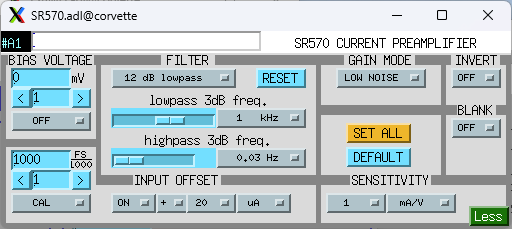 SR570.adl@corvette
#A1
SR570 CURRENT PREAMPLIFIER
BIAS VOLTAGE
FILTER
GAIN MODE
INVERT
0 mV
12 dB lowpass
RESET
LOW NOISE
OFF
< 1 >
lowpass 3dB freq.
OFF
1 kHz
BLANK
highpass 3dB freq.
SET ALL
OFF
1000 FS/1000
0.03 Hz
DEFAULT
< 1 >
INPUT OFFSET
SENSITIVITY
CAL
ON + 20 uA
1 mA/V
Less